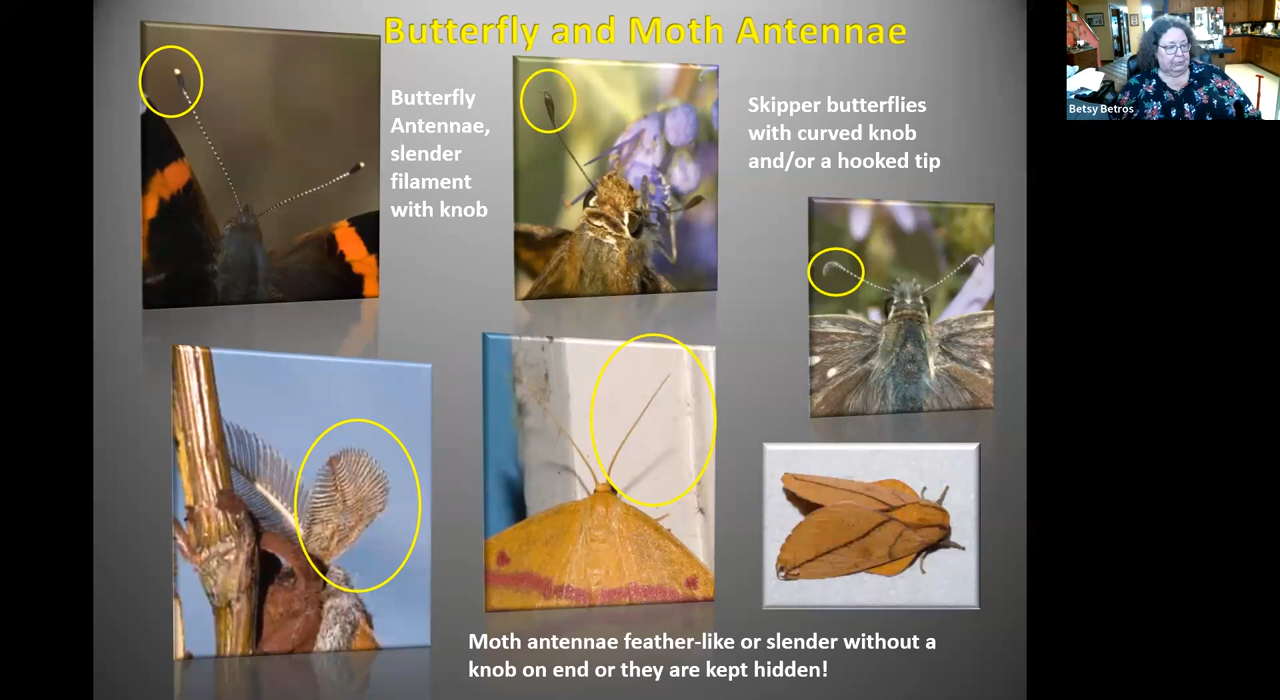 Butterfly and Moth Antennae
Butterfly
Antennae,
slender
filament
with knob
Skipper butterflies
with curved knob
and/or a hooked tip
Betsy Betros
Moth antennae feather-like or slender without a
knob on end or they are kept hidden!